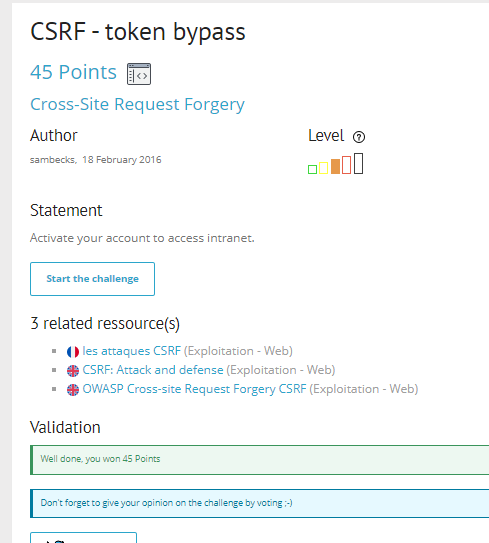 CSRF - token bypass
45 Points
Cross-Site Request Forgery
Author
Level
sambecks, 18 February 2016
Statement
Activate your account to access intranet.
Start the challenge
3 related ressource(s)
les attaques CSRF (Exploitation - Web)
CSRF: Attack and defense (Exploitation - Web)
OWASP Cross-site Request Forgery CSRF (Exploitation - Web)
Validation
Well done, you won 45 Points
Don't forget to give your opinion on the challenge by voting ;-)